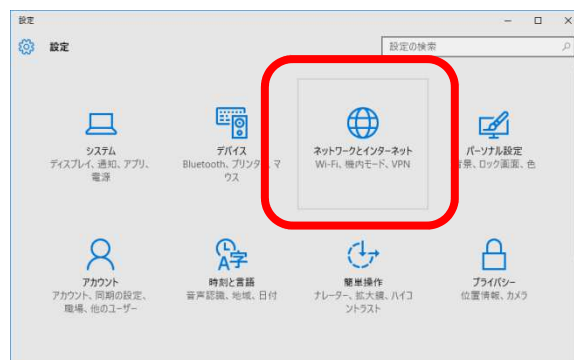 設定
設定
設定の検索
システム
ディスプレイ、通知、アプリ、
電源
デバイス
Bluetooth、プリンター、マ
ウス
ネットワークとインターネット
Wi-Fi、機内モード、VPN
パーソナル設定
背景、ロック画面、色
アカウント
アカウント、同期の設定、
職場、他のユーザー
時刻と言語
音声認識、地域、日付
簡単操作
ナレーター、拡大鏡、ハイコ
ントラスト
プライバシー
位置情報、カメラ